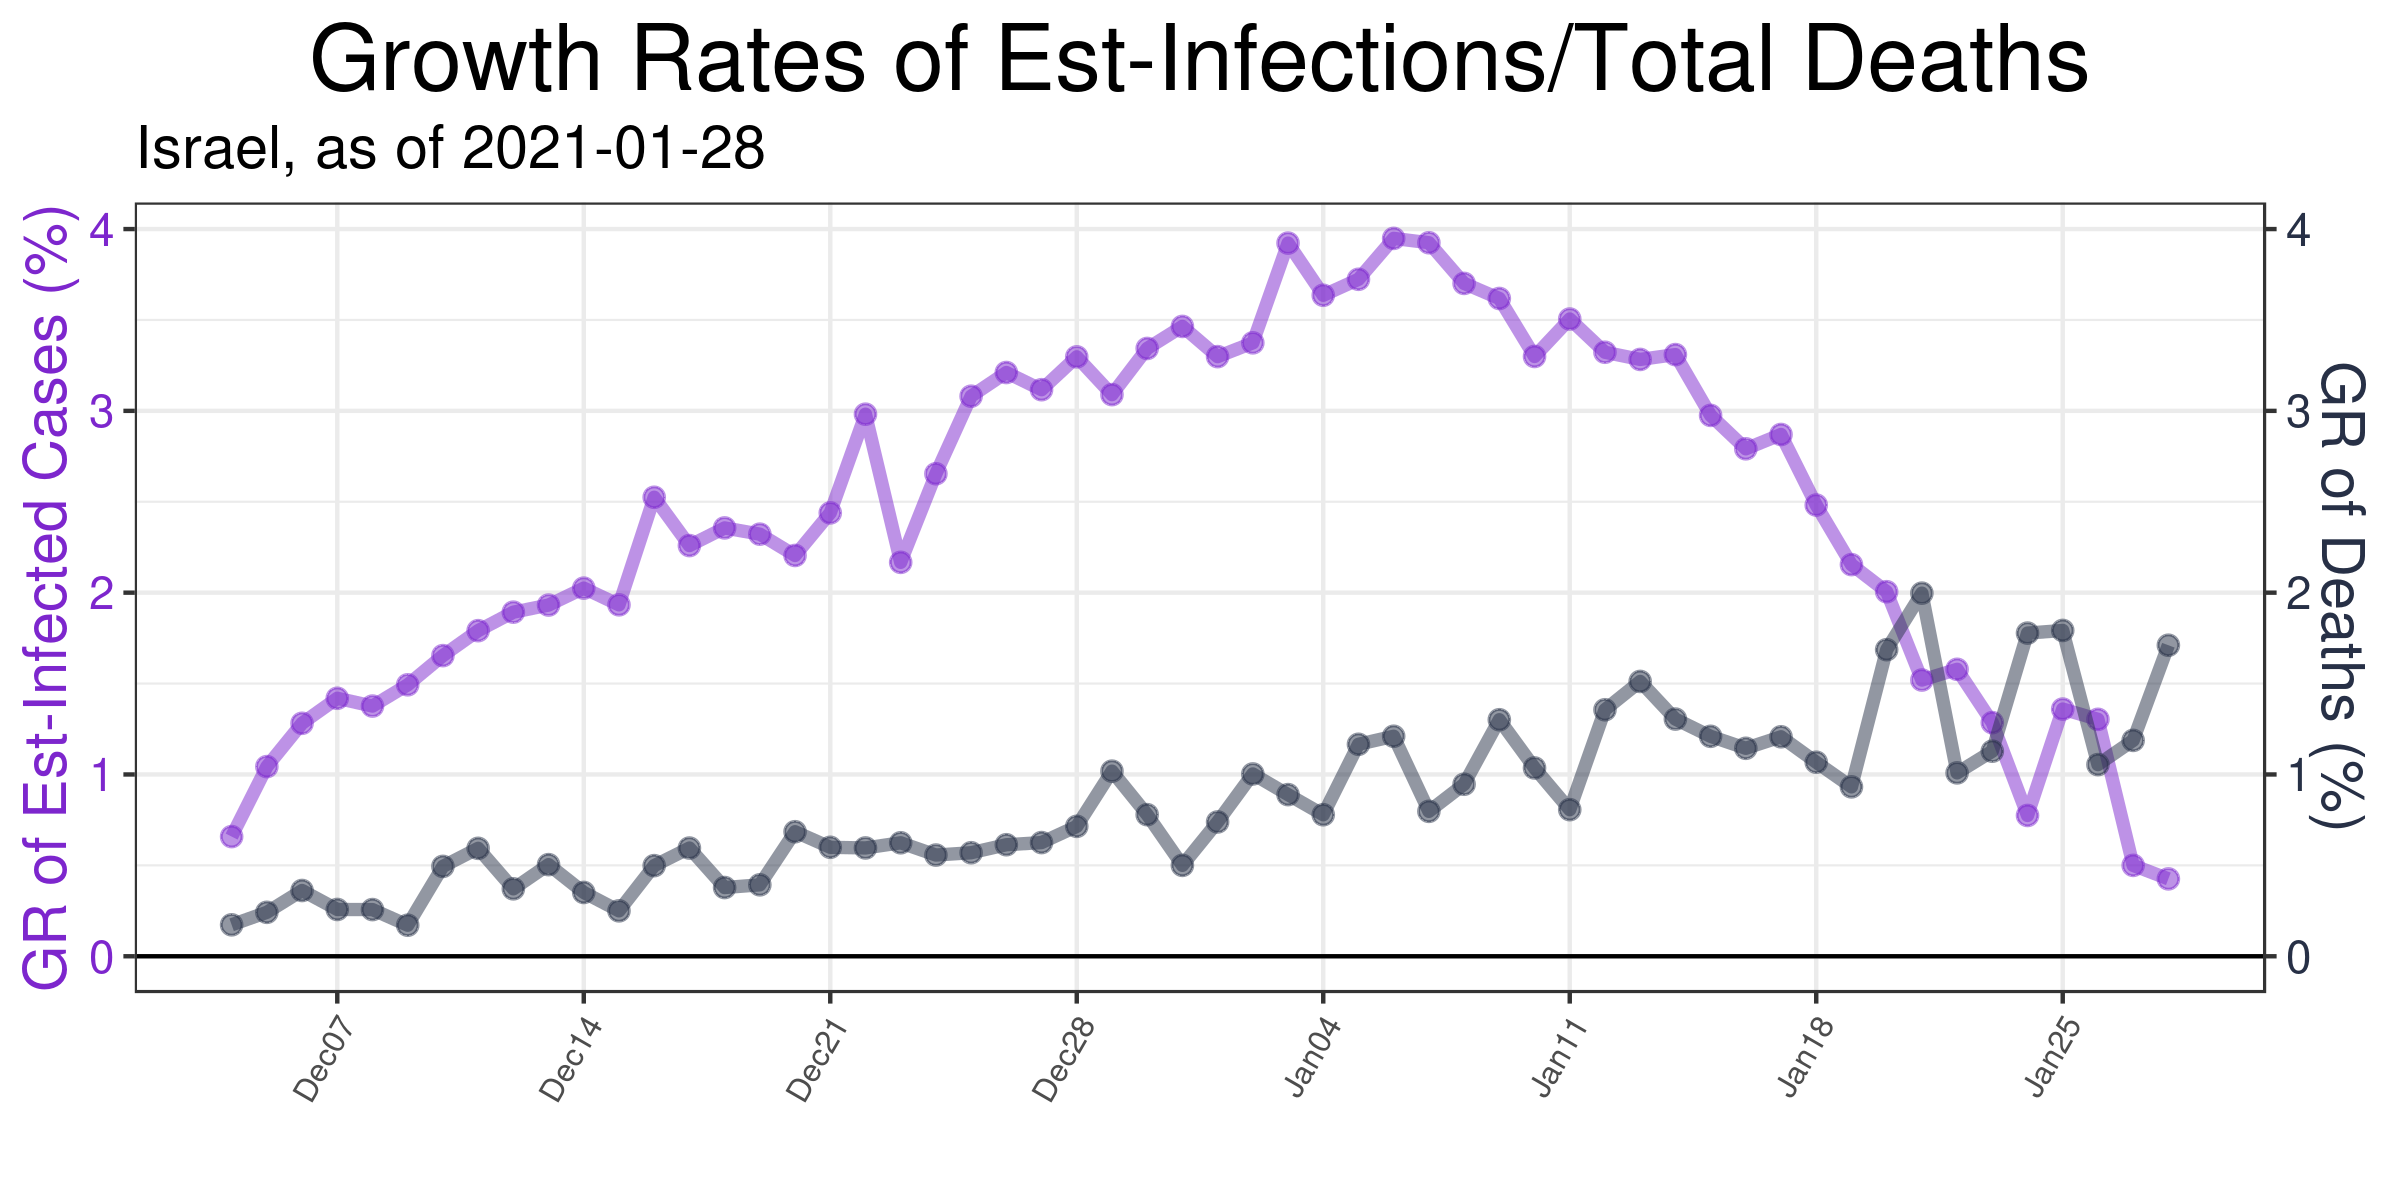 Growth Rates of Est-Infections/Total Deaths
Israel, as of 2021-01-28
GR of Est-Infected Cases (%)
4
3
2
1
0
4
3
2
1
0
GR of Deaths (%)
Dec07
Dec14
Dec21
Dec28
Jan04
Jan11
Jan18
Jan25